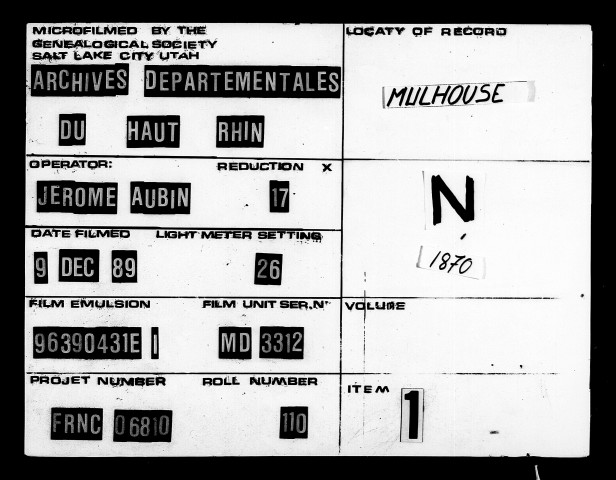 MICROFILMED BY THE
GENEALOGICAL SOCIETY
SALT LAKE CITY UTAH
ARCHIVES DEPARTEMENTALES
DU HAUT RHIN
OPERATOR: REDUCTION X
JEROME AUBIN 17
DATE FILMED LIGHT METER SETTING
9 DEC 89 26
FILM EMULSION FILM UNIT SER.N°
96390431E 1 MD 3312
PROJET NUMBER ROLL NUMBER
FRNC 06810 110
LOCATY OF RECORD
MULHOUSE
N
1870
VOLUME
ITEM 1